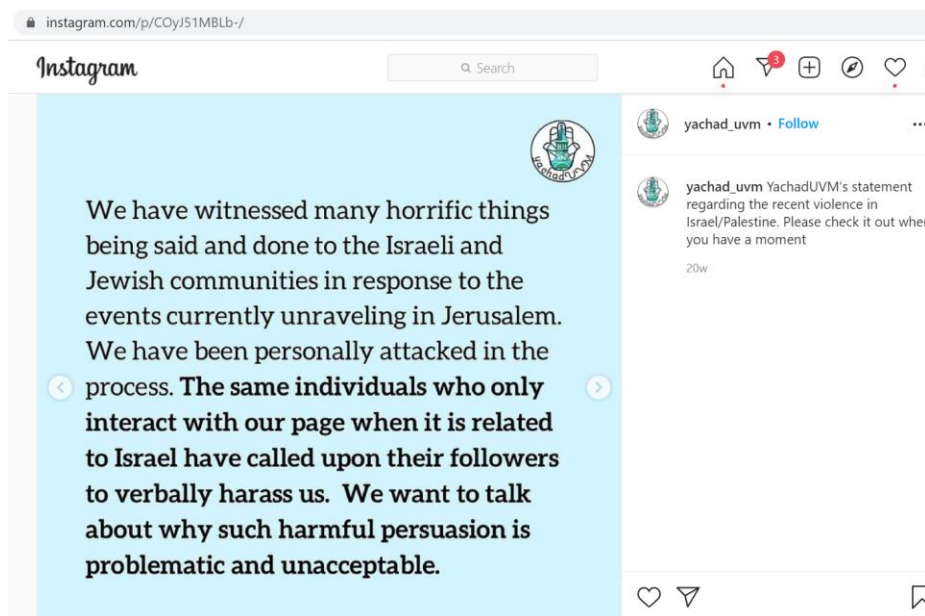 instagram.com/p/COyJ51MBLb-/
Instagram
Search
3
yachadUVM
We have witnessed many horrific things
being said and done to the Israeli and
Jewish communities in response to the
events currently unraveling in Jerusalem.
We have been personally attacked in the
process. The same individuals who only
interact with our page when it is related
to Israel have called upon their followers
to verbally harass us. We want to talk
about why such harmful persuasion is
problematic and unacceptable.
yachad_uvm • Follow
yachad_uvm YachadUVM's statement
regarding the recent violence in
Israel/Palestine. Please check it out when
you have a moment
20w